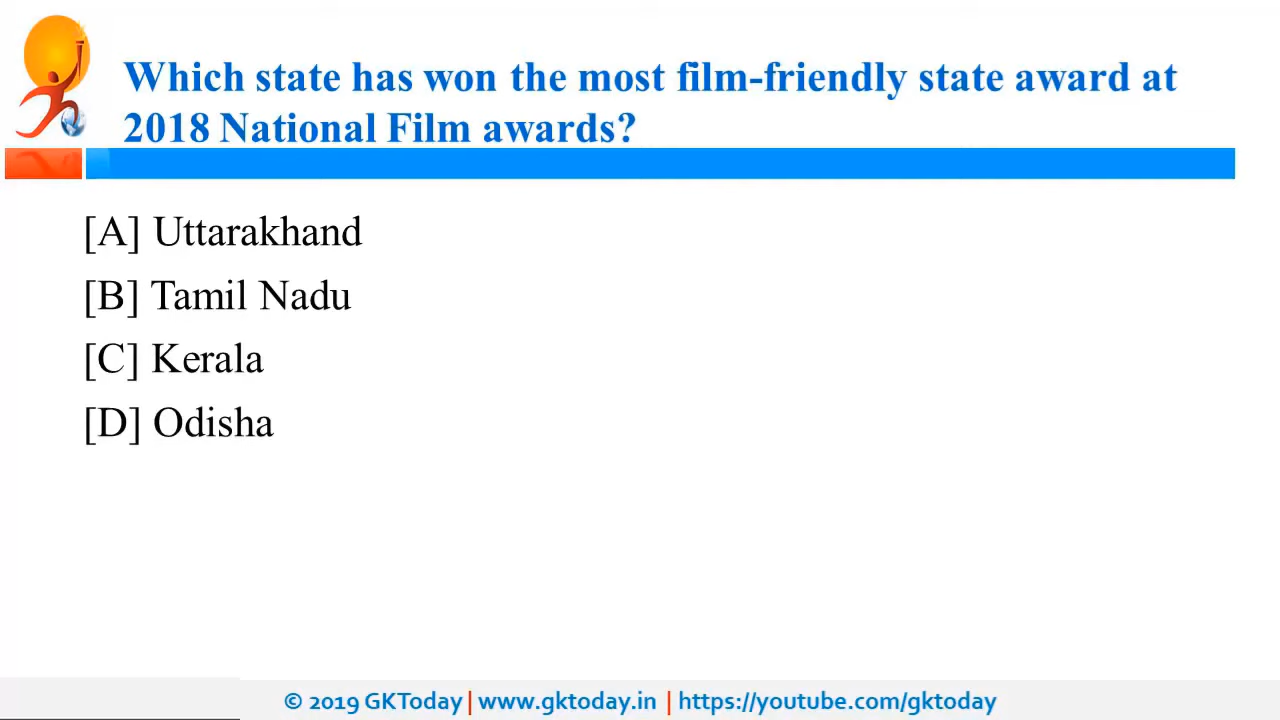 Which state has won the most film-friendly state award at
2018 National Film awards?
[A] Uttarakhand
[B] Tamil Nadu
[C] Kerala
[D] Odisha
© 2019 GKToday | www.gktoday.in | https://youtube.com/gktoday